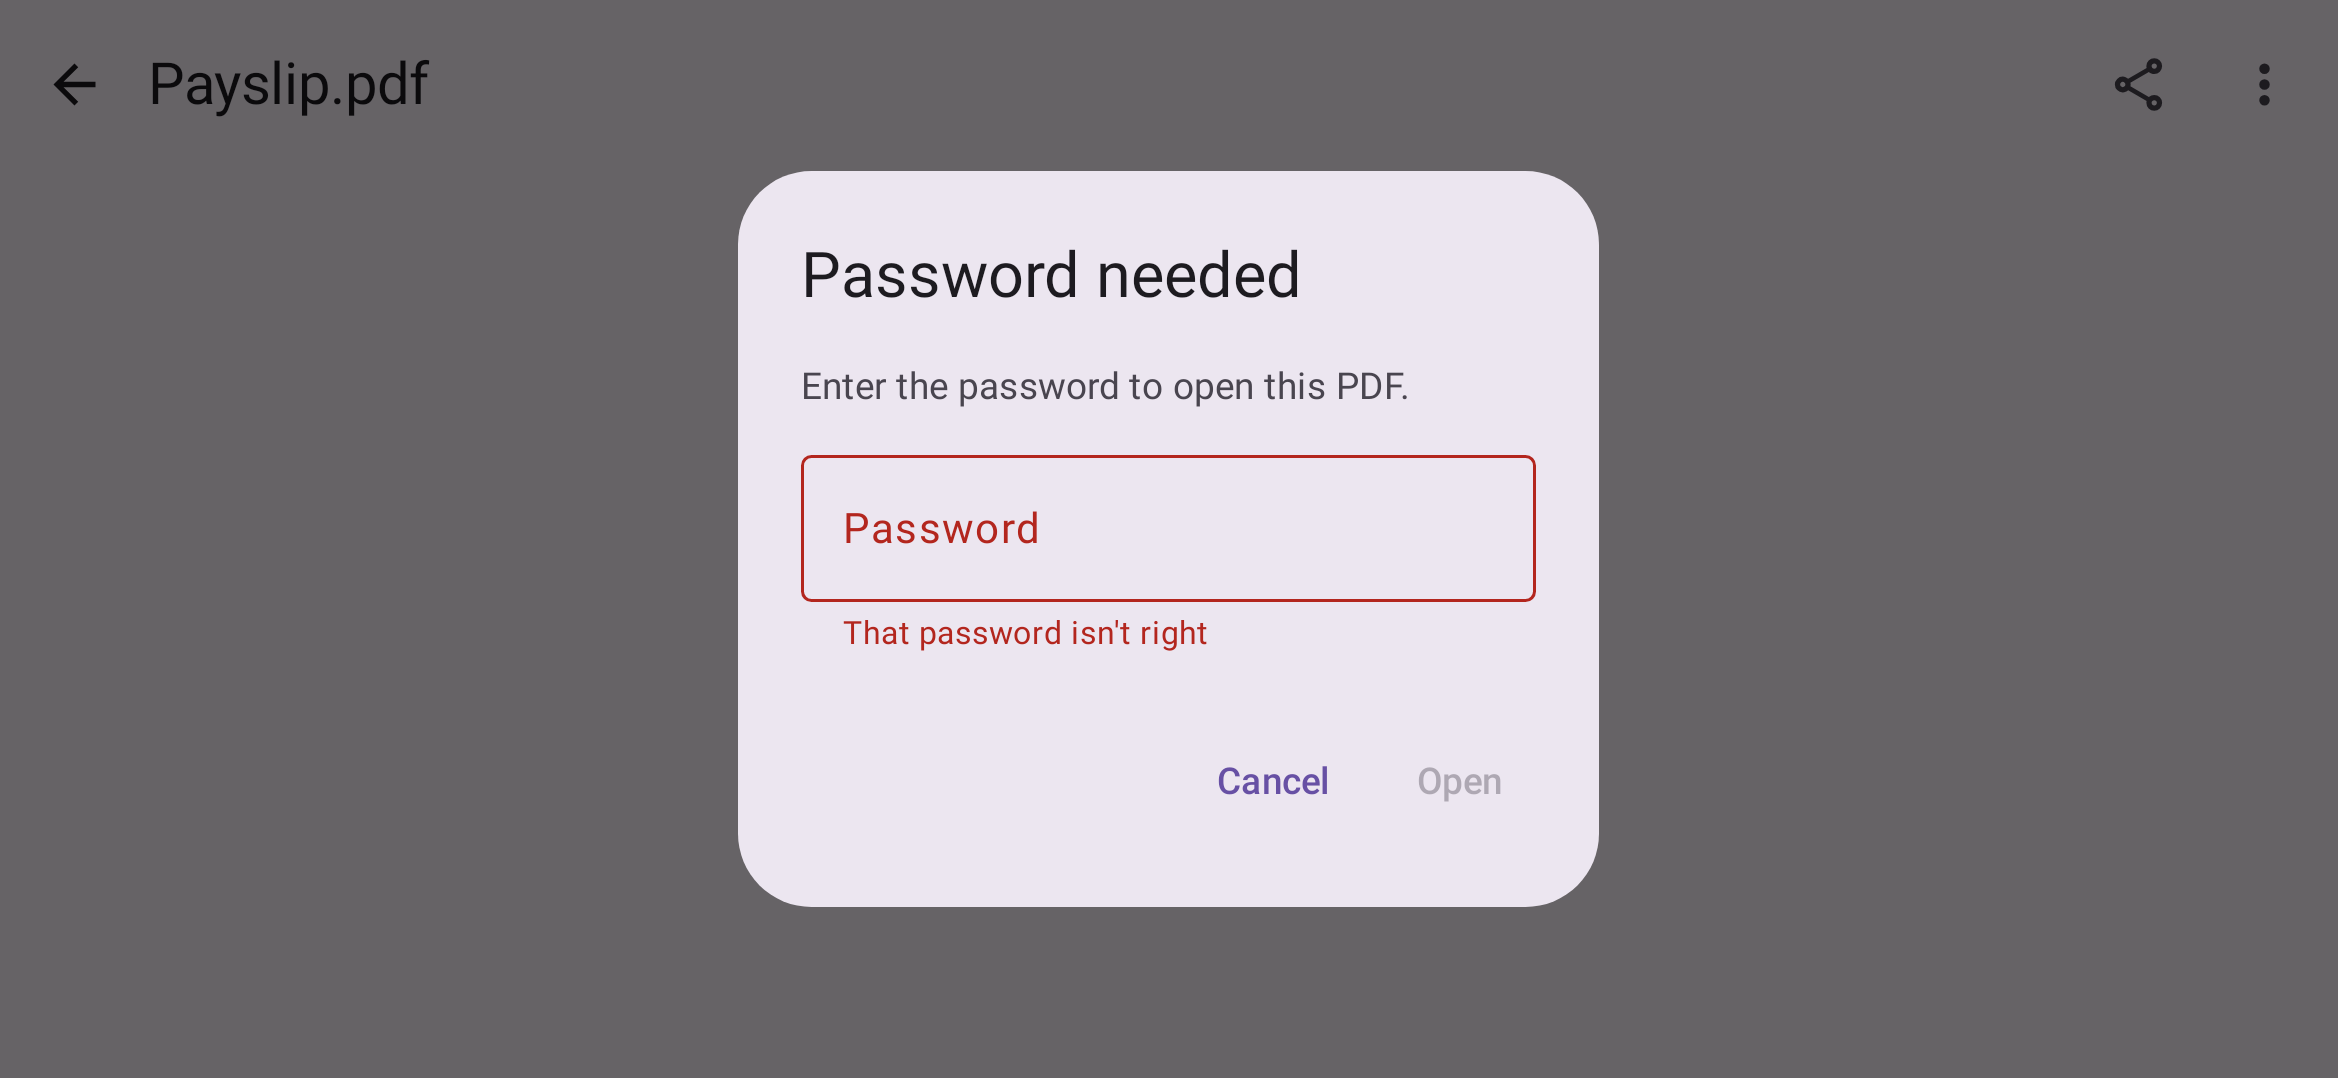 Payslip.pdf
Password needed
Enter the password to open this PDF.
Password
That password isn't right
Cancel Open